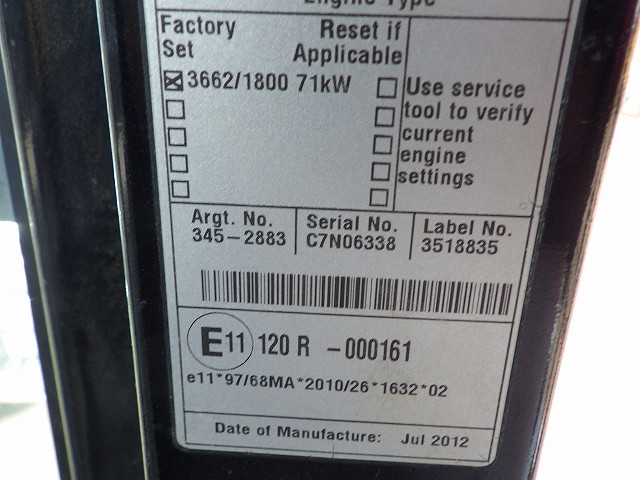 Engine Type
Factory Set
Reset if Applicable
3662/1800 71kW
Use service
tool to verify
current
engine
settings
Argt. No.
345-2883
Serial No.
C7N06338
Label No.
3518835
E11 120 R -000161
e11*97/68MA*2010/26*1632*02
Date of Manufacture: Jul 2012